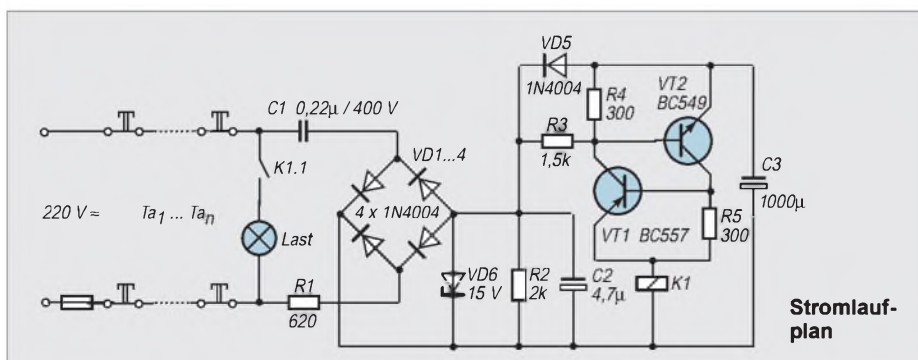 VD5
1N4004
VT2
BC549
R4
300
C1 0,22µ / 400 V
R3
1,5k
VD1...4
K1.1
C3
1000µ
220 V ≈
Ta1 ... Tan
4 x 1N4004
Last
VT1 BC557
R5
300
R1
620
VD6
15 V
R2
2k
C2
4,7µ
K1
Stromlauf-
plan